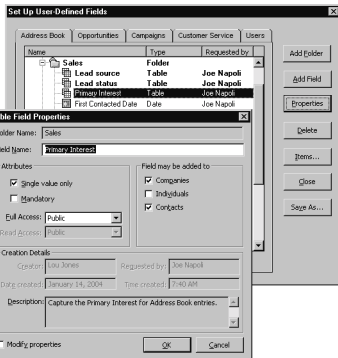 Set Up User-Defined Fields
Address Book Opportunities Campaigns Customer Service Users
Name Type Requested by
Sales Folder
Lead source Table Joe Napoli
Lead status Table Joe Napoli
Primary Interest Table Joe Napoli
First Contacted Date Date Joe Napoli
Add Folder
Add Field
Properties
Delete
Items...
Close
Save As...
ble Field Properties
older Name: Sales
ield Name: Primary Interest
Attributes
Single value only
Mandatory
Full Access: Public
Read Access: Public
Field may be added to
Companies
Individuals
Contacts
Creation Details
Creator: Lou Jones Requested by: Joe Napoli
Date created: January 14, 2004 Time created: 7:40 AM
Description: Capture the Primary Interest for Address Book entries.
Modify properties OK Cancel